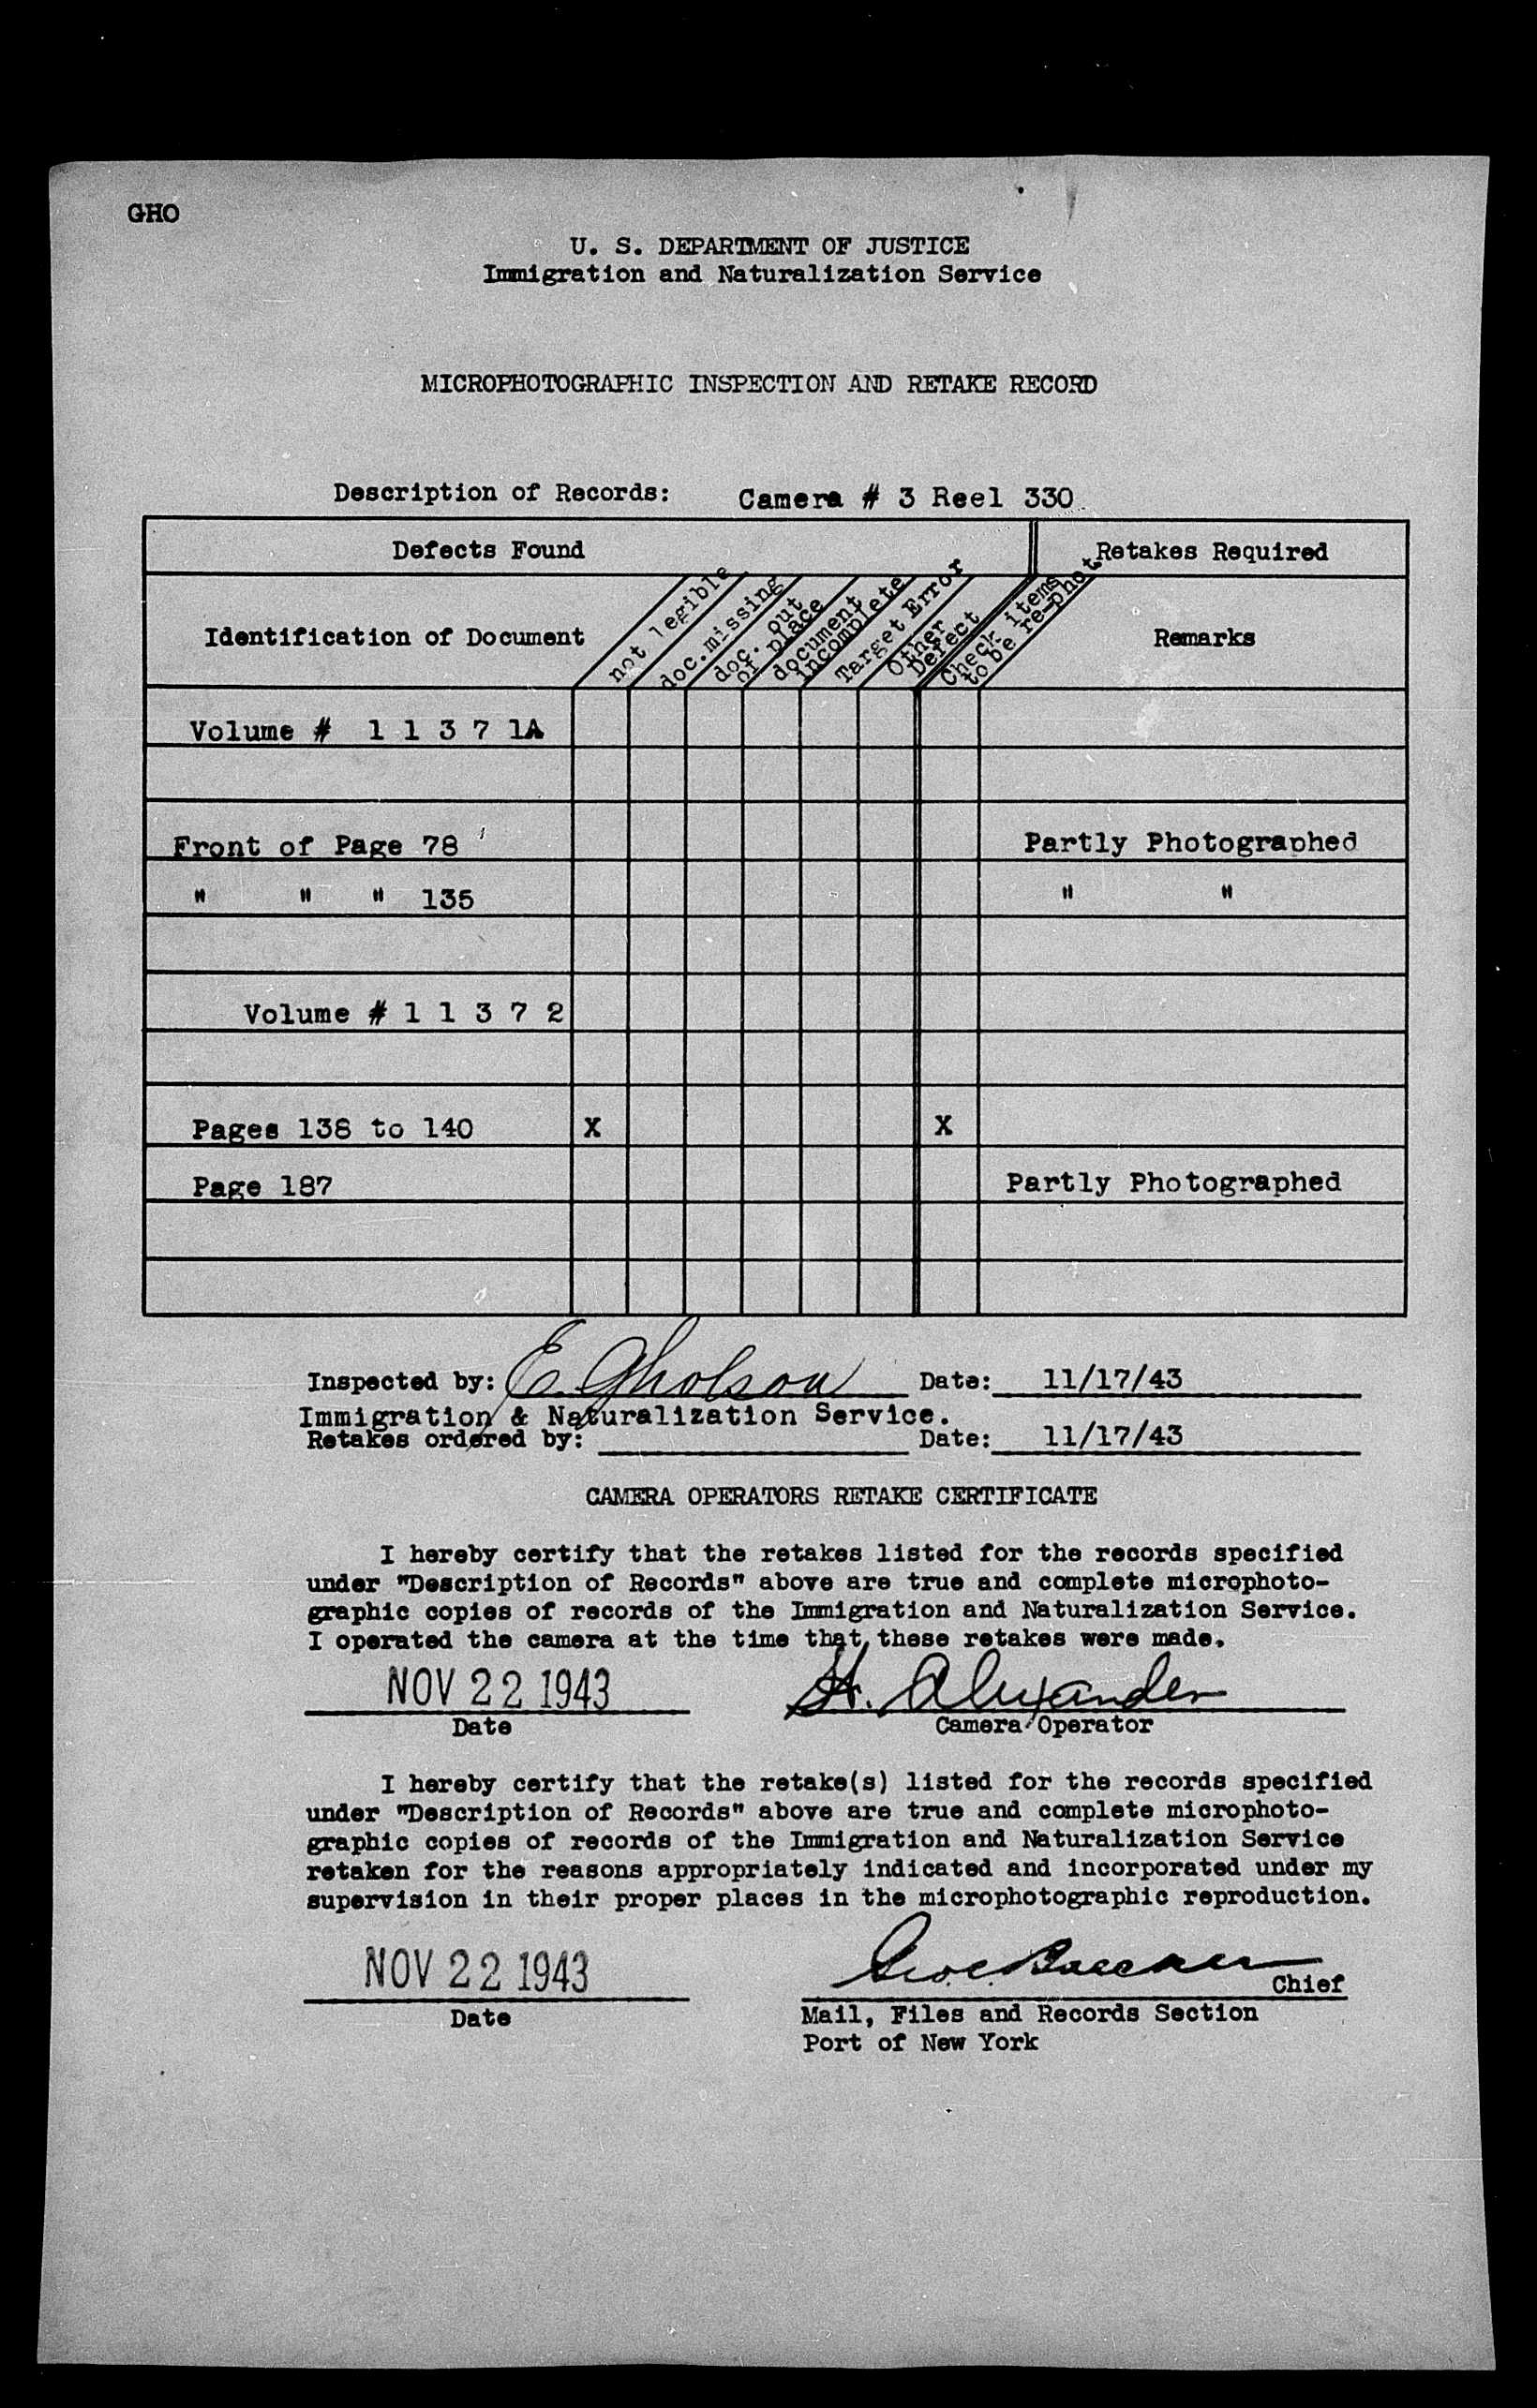 GHO
U. S. DEPARTMENT OF JUSTICE
Immigration and Naturalization Service
MICROPHOTOGRAPHIC INSPECTION AND RETAKE RECORD
Description of Records: Camera # 3 Reel 330
Defects Found Retakes Required
Identification of Document
not legible
doc.missing
doc. out
of place
document
incomplete
Target Error
Other
Defect
Check items
to be re-phot.
Remarks
Volume # 1 1 3 7 1A
Front of Page 78 Partly Photographed
" " " 135 " "
Volume # 1 1 3 7 2
Pages 138 to 140 X X
Page 187 Partly Photographed
Inspected by: E. Gholson Date: 11/17/43
Immigration & Naturalization Service.
Retakes ordered by: Date: 11/17/43
CAMERA OPERATORS RETAKE CERTIFICATE
I hereby certify that the retakes listed for the records specified
under "Description of Records" above are true and complete microphoto-
graphic copies of records of the Immigration and Naturalization Service.
I operated the camera at the time that these retakes were made.
NOV 22 1943 H. Alexander
Date Camera Operator
I hereby certify that the retake(s) listed for the records specified
under "Description of Records" above are true and complete microphoto-
graphic copies of records of the Immigration and Naturalization Service
retaken for the reasons appropriately indicated and incorporated under my
supervision in their proper places in the microphotographic reproduction.
NOV 22 1943 Chief
Date Mail, Files and Records Section
Port of New York